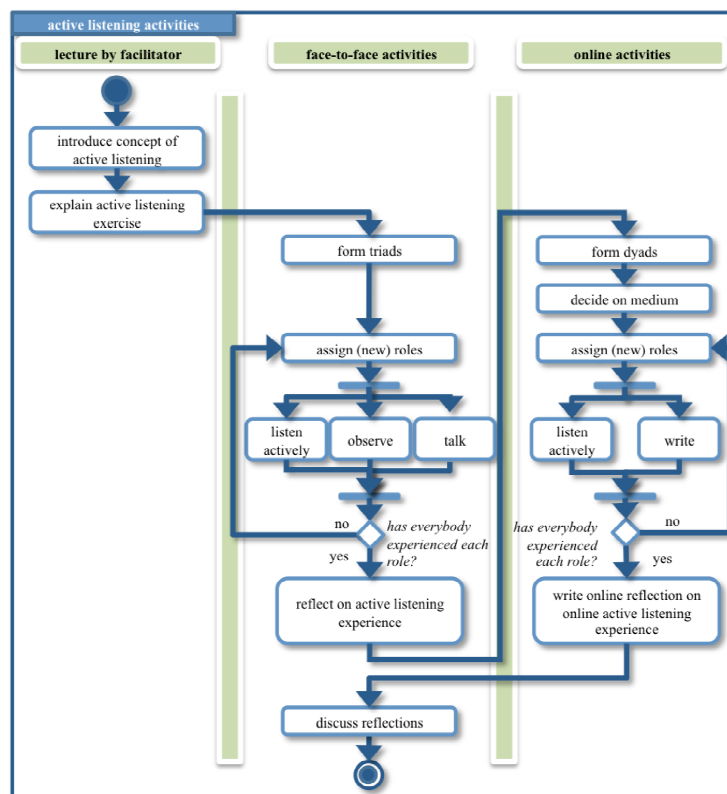 active listening activities
lecture by facilitator
face-to-face activities
online activities
introduce concept of
active listening
explain active listening
exercise
form triads
assign (new) roles
listen
actively
observe
talk
no
has everybody
experienced each
role?
yes
reflect on active listening
experience
form dyads
decide on medium
assign (new) roles
listen
actively
write
has everybody
experienced
each role?
no
yes
write online reflection on
online active listening
experience
discuss reflections